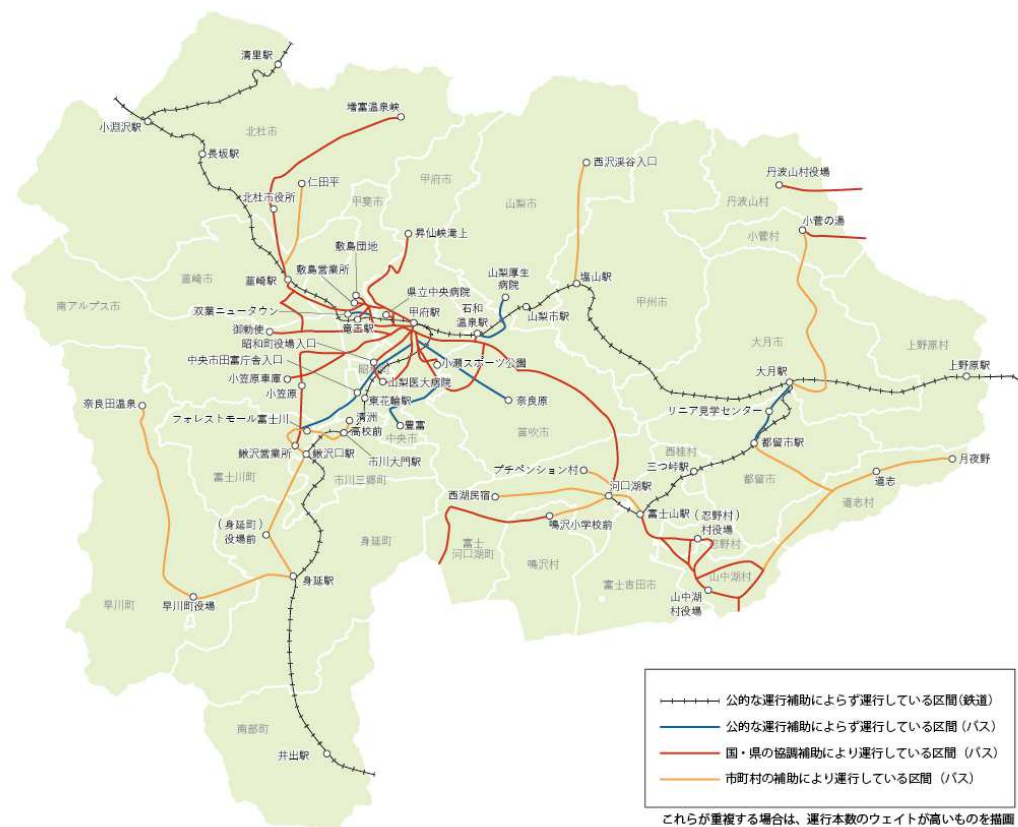 清里駅
小淵沢駅
北杜市
増富温泉峡
長坂駅
仁田平
甲府市
西沢渓谷入口
丹波山村役場
北杜市役所
甲斐市
山梨市
丹波山村
小菅の湯
小菅村
昇仙峡滝上
敷島団地
敷島営業所
韮崎市
韮崎駅
山梨厚生
病院
塩山駅
南アルプス市
双葉ニュータウン
県立中央病院
石和
温泉駅
甲府駅
山梨市駅
甲州市
御勅使
竜王駅
昭和町役場入口
大月市
上野原市
中央市田富庁舎入口
小瀬スポーツ公園
大月駅
上野原駅
小笠原車庫
山梨医大病院
小笠原
東花輪駅
奈良原
リニア見学センター
奈良田温泉
フォレストモール富士川
清洲
高校前
豊富
中央市
笛吹市
都留市駅
鰍沢営業所
鰍沢口駅
市川大門駅
西桂村
月夜野
富士川町
市川三郷町
プチペンション村
三つ峠駅
都留市
道志
河口湖駅
西湖民宿
道志村
(身延町)
役場前
鳴沢小学校前
富士山駅
(忍野村)
村役場
忍野村
身延町
富士
河口湖町
鳴沢村
富士吉田市
山中湖村
身延駅
早川町
早川町役場
山中湖
村役場
南部町
井出駅
公的な運行補助によらず運行している区間(鉄道)
公的な運行補助によらず運行している区間(バス)
国・県の協調補助により運行している区間(バス)
市町村の補助により運行している区間(バス)
これらが重複する場合は、運行本数のウェイトが高いものを描画